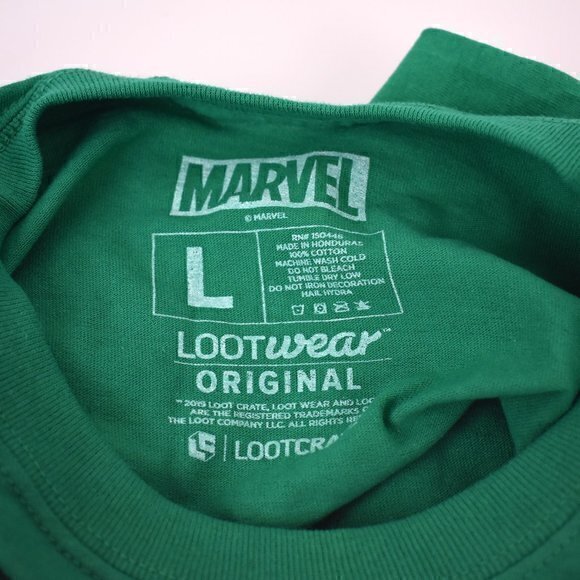 MARVEL
© MARVEL
L
RN# 150446
MADE IN HONDURAS
100% COTTON
MACHINE WASH COLD
DO NOT BLEACH
TUMBLE DRY LOW
DO NOT IRON DECORATION
HAIL HYDRA
LOOTwear™
ORIGINAL
™ 2019 LOOT CRATE, LOOT WEAR AND
ARE THE REGISTERED TRADEMARKS
THE LOOT COMPANY LLC. ALL RIGHTS
LOOTCRA